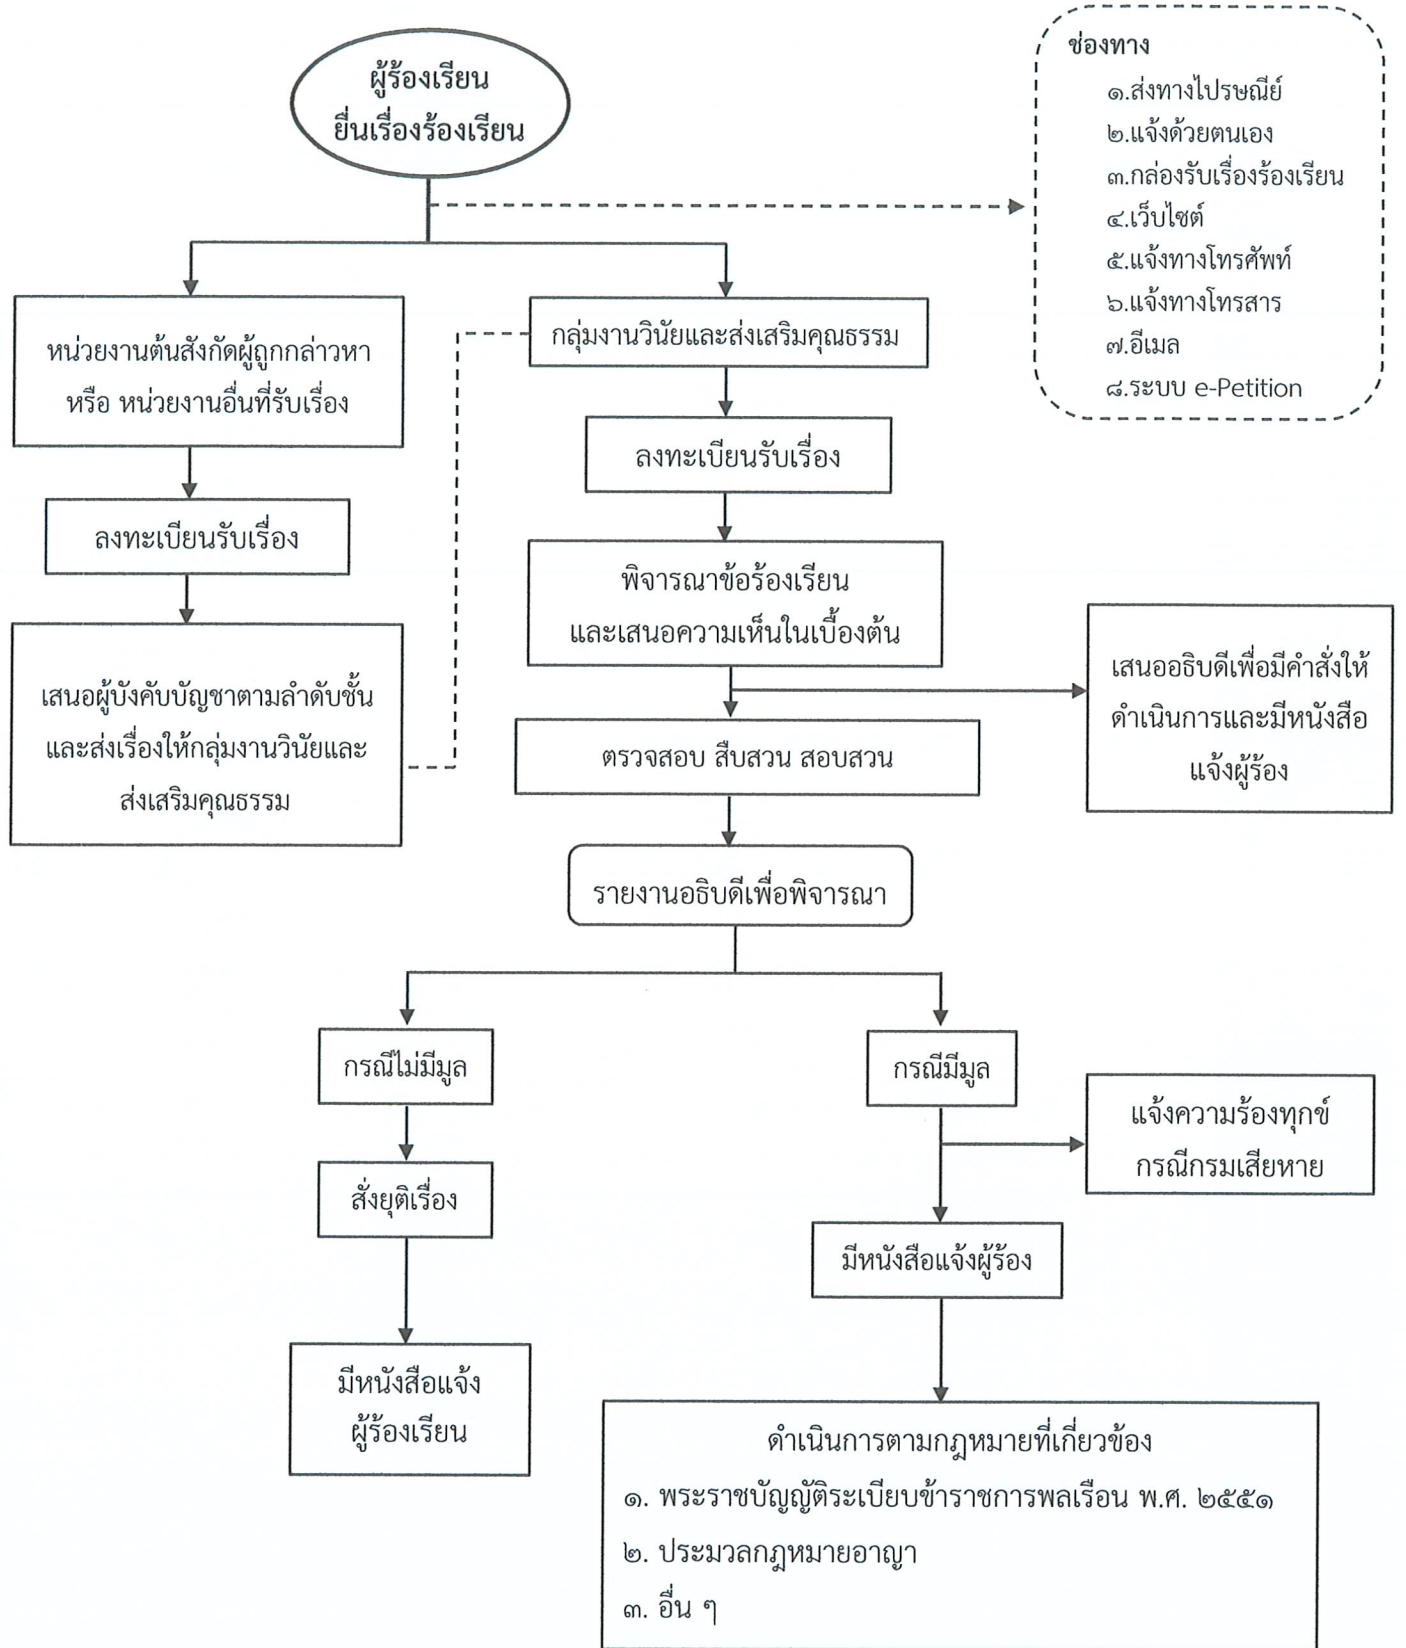 ผู้ร้องเรียน
ยื่นเรื่องร้องเรียน
ช่องทาง
๑.ส่งทางไปรษณีย์
๒.แจ้งด้วยตนเอง
๓.กล่องรับเรื่องร้องเรียน
๔.เว็บไซต์
๕.แจ้งทางโทรศัพท์
๖.แจ้งทางโทรสาร
๗.อีเมล
๘.ระบบ e-Petition
หน่วยงานต้นสังกัดผู้ถูกกล่าวหา
หรือ หน่วยงานอื่นที่รับเรื่อง
ลงทะเบียนรับเรื่อง
เสนอผู้บังคับบัญชาตามลำดับชั้น
และส่งเรื่องให้กลุ่มงานวินัยและ
ส่งเสริมคุณธรรม
กลุ่มงานวินัยและส่งเสริมคุณธรรม
ลงทะเบียนรับเรื่อง
พิจารณาข้อร้องเรียน
และเสนอความเห็นในเบื้องต้น
เสนออธิบดีเพื่อมีคำสั่งให้
ดำเนินการและมีหนังสือ
แจ้งผู้ร้อง
ตรวจสอบ สืบสวน สอบสวน
รายงานอธิบดีเพื่อพิจารณา
กรณีไม่มีมูล
สั่งยุติเรื่อง
มีหนังสือแจ้ง
ผู้ร้องเรียน
กรณีมีมูล
แจ้งความร้องทุกข์
กรณีกรมเสียหาย
มีหนังสือแจ้งผู้ร้อง
ดำเนินการตามกฎหมายที่เกี่ยวข้อง
๑. พระราชบัญญัติระเบียบข้าราชการพลเรือน พ.ศ. ๒๕๕๑
๒. ประมวลกฎหมายอาญา
๓. อื่น ๆ